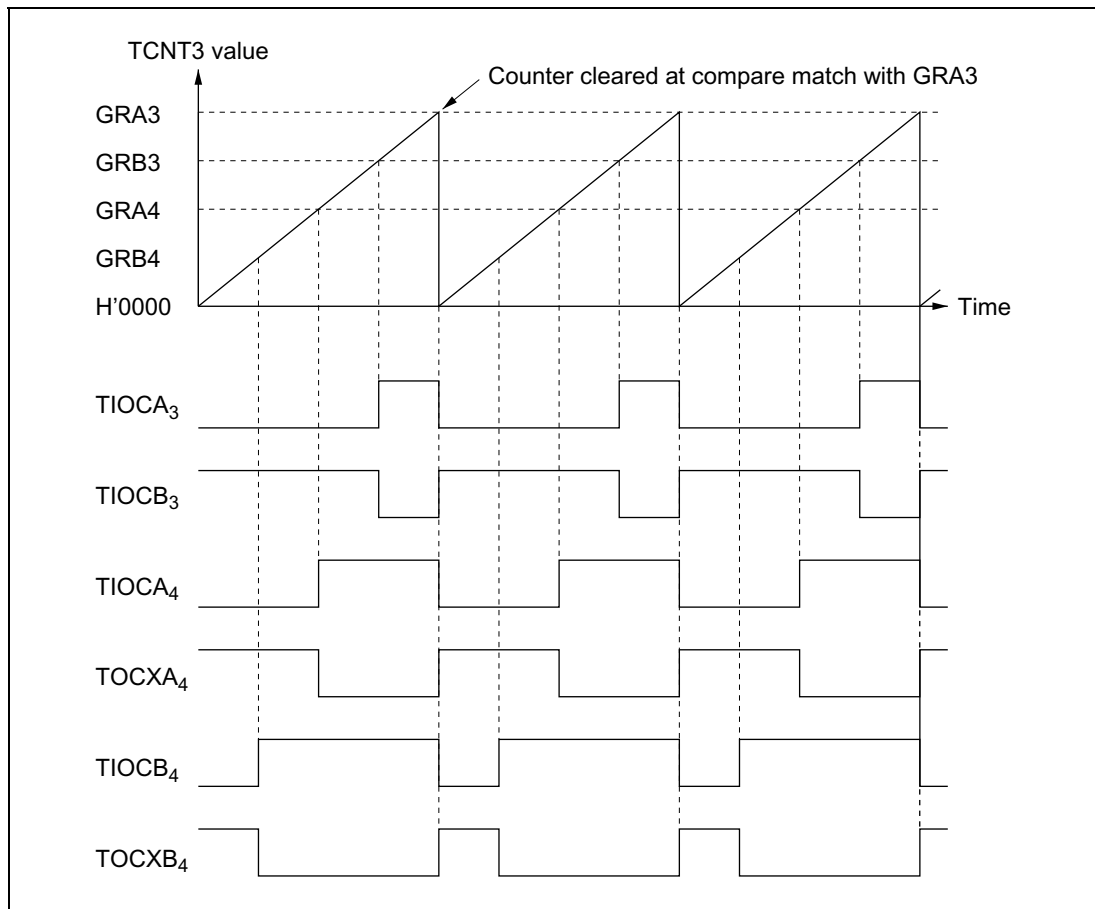 TCNT3 value
Counter cleared at compare match with GRA3
GRA3
GRB3
GRA4
GRB4
H'0000
Time
TIOCA3
TIOCB3
TIOCA4
TOCXA4
TIOCB4
TOCXB4